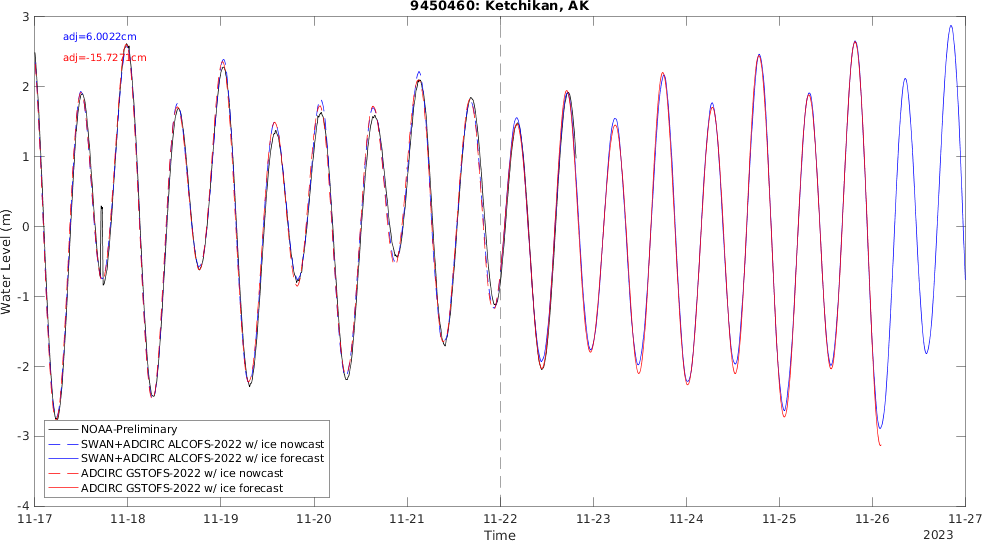 9450460: Ketchikan, AK
adj=6.0022cm
adj=-15.7271cm
Water Level (m)
3
2
1
0
-1
-2
-3
-4
NOAA-Preliminary
SWAN+ADCIRC ALCOFS-2022 w/ ice nowcast
SWAN+ADCIRC ALCOFS-2022 w/ ice forecast
ADCIRC GSTOFS-2022 w/ ice nowcast
ADCIRC GSTOFS-2022 w/ ice forecast
11-17 11-18 11-19 11-20 11-21 11-22 11-23 11-24 11-25 11-26 11-27
Time
2023